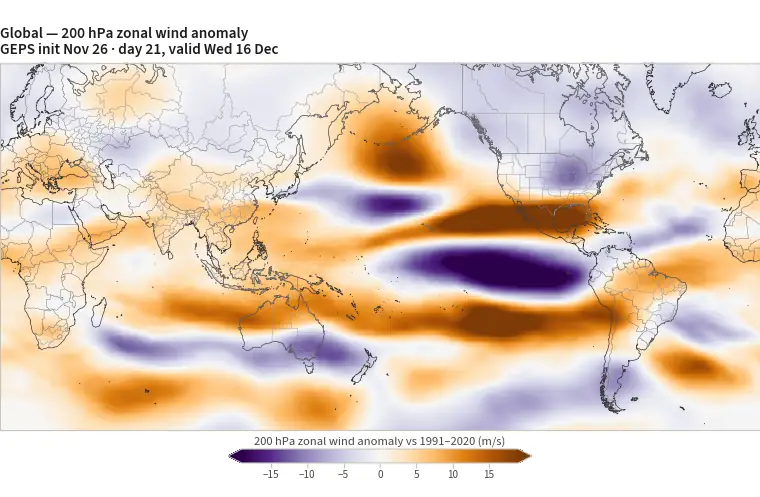 Global — 200 hPa zonal wind anomaly
GEPS init Nov 26 · day 21, valid Wed 16 Dec
200 hPa zonal wind anomaly vs 1991–2020 (m/s)
−15 −10 −5 0 5 10 15